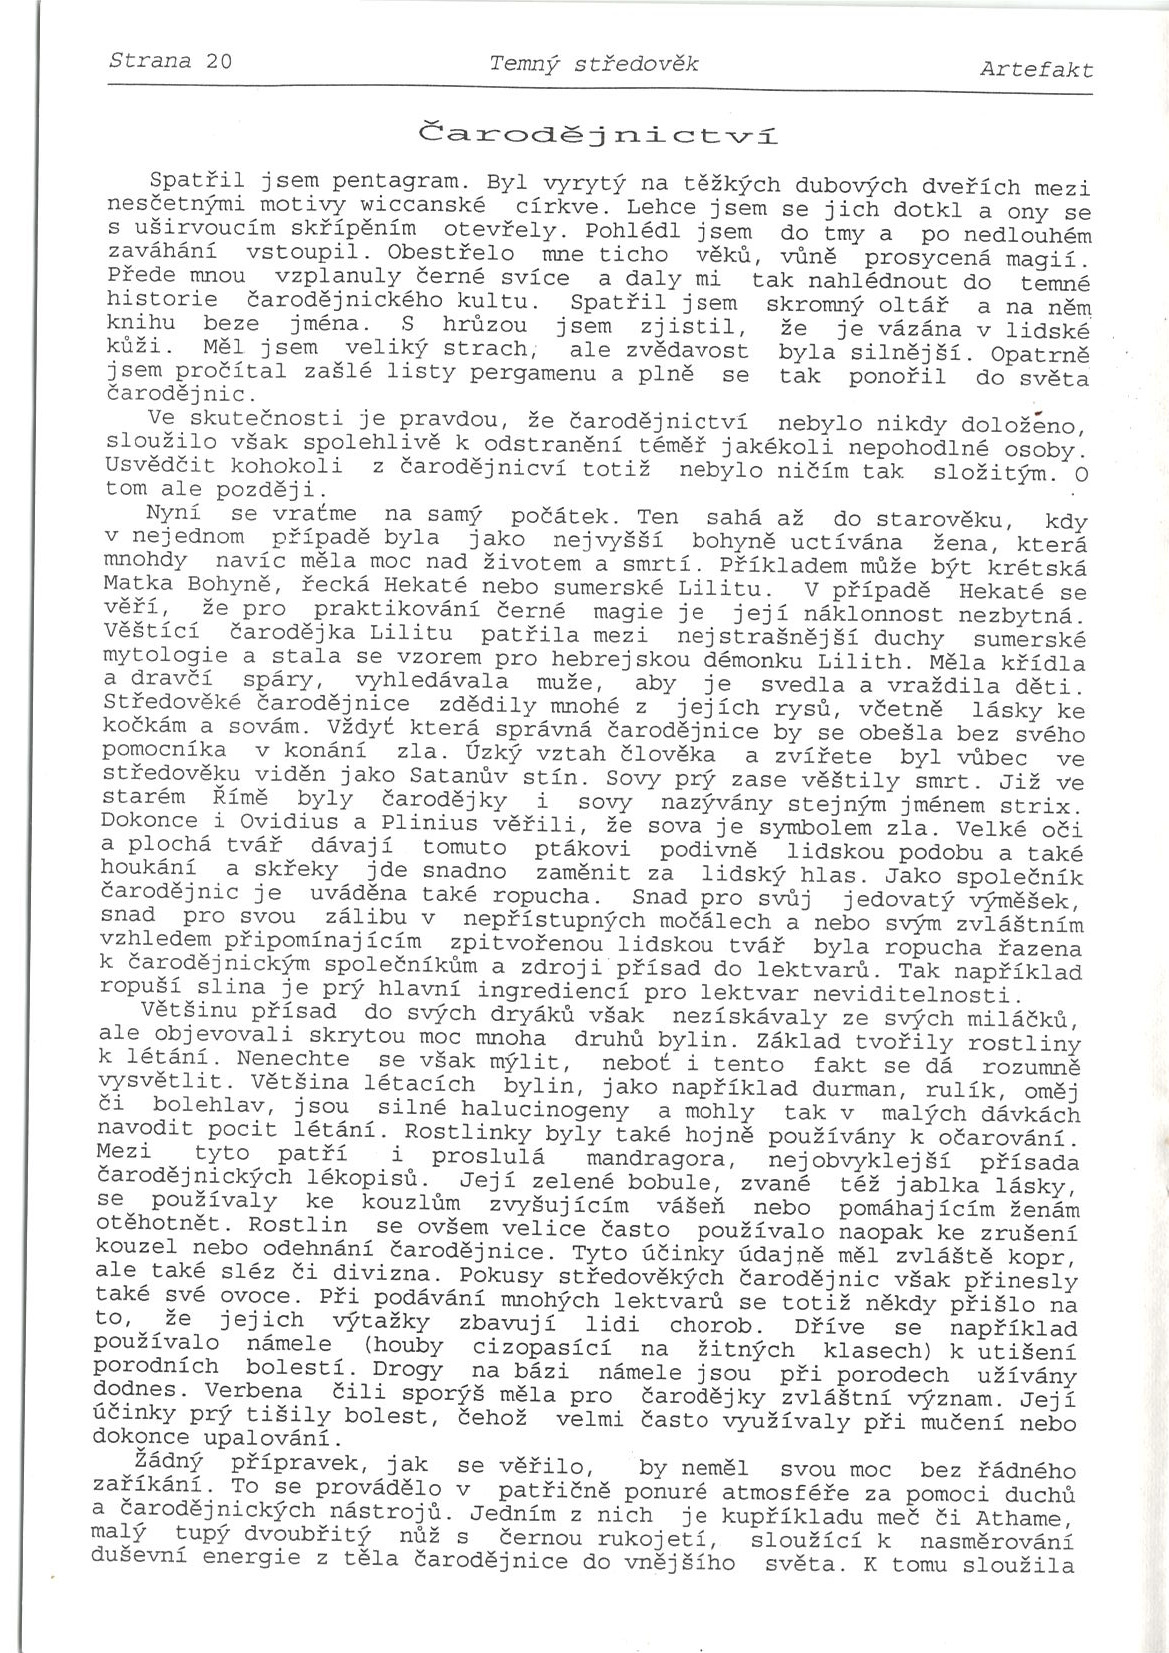 Strana 20 Temný středověk Artefakt
Čarodějnictví
Spatřil jsem pentagram. Byl vyrytý na těžkých dubových dveřích mezi
nesčetnými motivy wiccanské církve. Lehce jsem se jich dotkl a ony se
s uširvoucím skřípěním otevřely. Pohlédl jsem do tmy a po nedlouhém
zaváhání vstoupil. Obestřelo mne ticho věků, vůně prosycená magií.
Přede mnou vzplanuly černé svíce a daly mi tak nahlédnout do temné
historie čarodějnického kultu. Spatřil jsem skromný oltář a na něm
knihu beze jména. S hrůzou jsem zjistil, že je vázána v lidské
kůži. Měl jsem veliký strach, ale zvědavost byla silnější. Opatrně
jsem pročítal zašlé listy pergamenu a plně se tak ponořil do světa
čarodějnic.
Ve skutečnosti je pravdou, že čarodějnictví nebylo nikdy doloženo,
sloužilo však spolehlivě k odstranění téměř jakékoli nepohodlné osoby.
Usvědčit kohokoli z čarodějnicví totiž nebylo ničím tak složitým. O
tom ale později.
Nyní se vraťme na samý počátek. Ten sahá až do starověku, kdy
v nejednom případě byla jako nejvyšší bohyně uctívána žena, která
mnohdy navíc měla moc nad životem a smrtí. Příkladem může být krétská
Matka Bohyně, řecká Hekaté nebo sumerské Lilitu. V případě Hekaté se
věří, že pro praktikování černé magie je její náklonnost nezbytná.
Věštící čarodějka Lilitu patřila mezi nejstrašnější duchy sumerské
mytologie a stala se vzorem pro hebrejskou démonku Lilith. Měla křídla
a dravčí spáry, vyhledávala muže, aby je svedla a vraždila děti.
Středověké čarodějnice zdědily mnohé z jejích rysů, včetně lásky ke
kočkám a sovám. Vždyť která správná čarodějnice by se obešla bez svého
pomocníka v konání zla. Úzký vztah člověka a zvířete byl vůbec ve
středověku viděn jako Satanův stín. Sovy prý zase věštily smrt. Již ve
starém Římě byly čarodějky i sovy nazývány stejným jménem strix.
Dokonce i Ovidius a Plinius věřili, že sova je symbolem zla. Velké oči
a plochá tvář dávají tomuto ptákovi podivně lidskou podobu a také
houkání a skřeky jde snadno zaměnit za lidský hlas. Jako společník
čarodějnic je uváděna také ropucha. Snad pro svůj jedovatý výměšek,
snad pro svou zálibu v nepřístupných močálech a nebo svým zvláštním
vzhledem připomínajícím zpitvořenou lidskou tvář byla ropucha řazena
k čarodějnickým společníkům a zdroji přísad do lektvarů. Tak například
ropuší slina je prý hlavní ingrediencí pro lektvar neviditelnosti.
Většinu přísad do svých dryáků však nezískávaly ze svých miláčků,
ale objevovali skrytou moc mnoha druhů bylin. Základ tvořily rostliny
k létání. Nenechte se však mýlit, neboť i tento fakt se dá rozumně
vysvětlit. Většina létacích bylin, jako například durman, rulík, oměj
či bolehlav, jsou silné halucinogeny a mohly tak v malých dávkách
navodit pocit létání. Rostlinky byly také hojně používány k očarování.
Mezi tyto patří i proslulá mandragora, nejobvyklejší přísada
čarodějnických lékopisů. Její zelené bobule, zvané též jablka lásky,
se používaly ke kouzlům zvyšujícím vášeň nebo pomáhajícím ženám
otěhotnět. Rostlin se ovšem velice často používalo naopak ke zrušení
kouzel nebo odehnání čarodějnice. Tyto účinky údajně měl zvláště kopr,
ale také sléz či divizna. Pokusy středověkých čarodějnic však přinesly
také své ovoce. Při podávání mnohých lektvarů se totiž někdy přišlo na
to, že jejich výtažky zbavují lidi chorob. Dříve se například
používalo námele (houby cizopasící na žitných klasech) k utišení
porodních bolestí. Drogy na bázi námele jsou při porodech užívány
dodnes. Verbena čili sporýš měla pro čarodějky zvláštní význam. Její
účinky prý tišily bolest, čehož velmi často využívaly při mučení nebo
dokonce upalování.
Žádný přípravek, jak se věřilo, by neměl svou moc bez řádného
zaříkání. To se provádělo v patřičně ponuré atmosféře za pomoci duchů
a čarodějnických nástrojů. Jedním z nich je kupříkladu meč či Athame,
malý tupý dvoubřitý nůž s černou rukojetí, sloužící k nasměrování
duševní energie z těla čarodějnice do vnějšího světa. K tomu sloužila